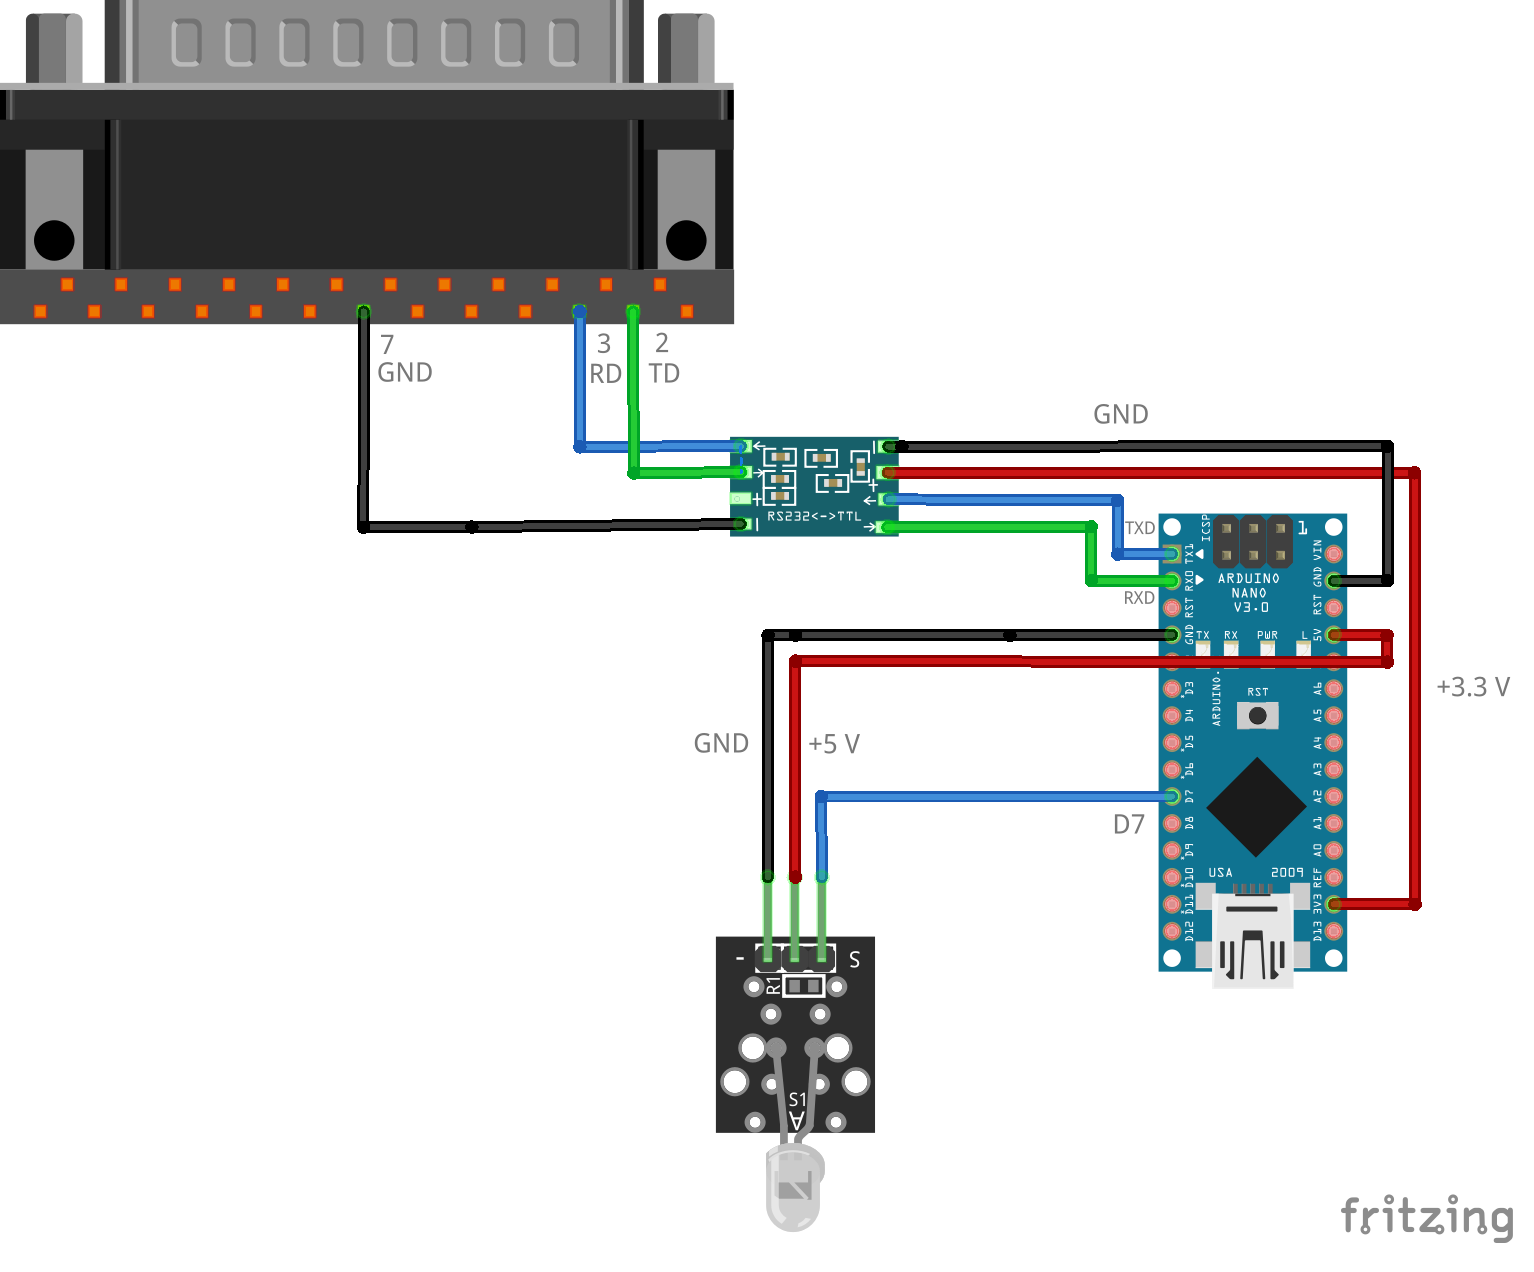 7
GND
3
RD
2
TD
GND
RS232<->TTL
TXD
RXD
+3.3 V
ICSP
1
TX1
RX0
RST
GND
D3
D4
D5
D6
D7
D8
D9
D10
D11
D12
ARDUINO
NANO
V3.0
TX
RX
PWR
L
RST
ARDUINO.
USA
2009
VIN
GND
RST
5V
A6
A5
A4
A3
A2
A1
A0
REF
3V3
D13
GND
+5 V
D7
-
S
R1
S1
A
fritzing